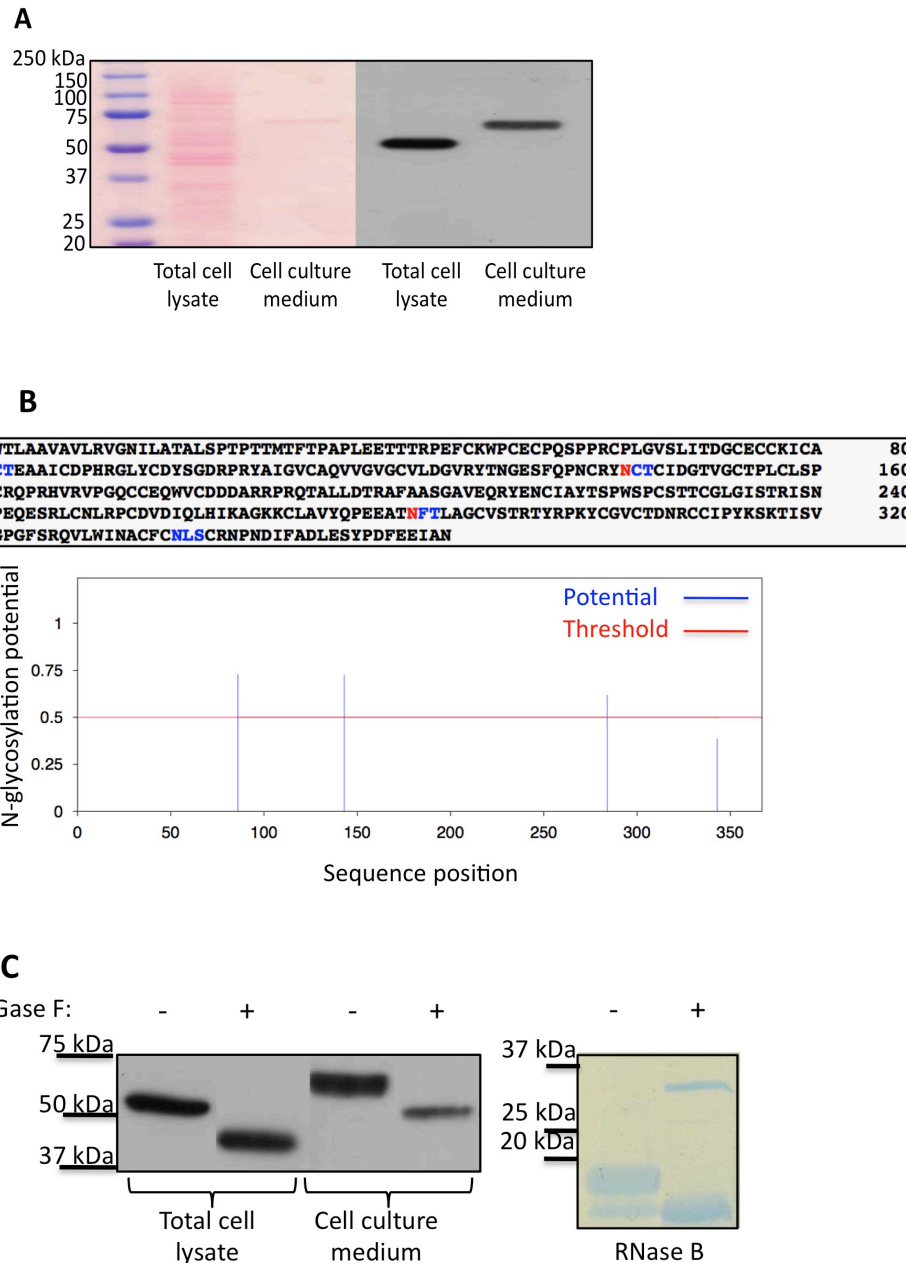 A
250 kDa
150
100
75
50
37
25
20
Total cell lysate
Cell culture medium
Total cell lysate
Cell culture medium
B
TLAAVAVLRVGNILATALSPTPTTMTFTPAPLEETTTRPEFCKWPCECPQSPPRCPLGVSLITDGCECCKICA 80
CTEAAICDPHRGLYCDYSGDRPRYAIGVCAQVVGVGCVLDGVRYTNGESFQPNCRYNCTCIDGTVGCTPLCLSP 160
CRQPRHVRVPGQCCEQWVCDDDARRPRQTALLDTRAFAASGAVEQRYENCIAYTSPWSPCSTTCGLGISTRISN 240
PEQESRLCNLRPCDVDIQLHIKAGKKCLAVYQPEEATNFTLAGCVSTRTYRPKYCGVCTDNRCCIPYKSKTISV 320
GPGFSRQVLWINACFCNLSCRNPNDIFADLESYPDFEEIAN
N-glycosylation potential
Potential
Threshold
1
0.75
0.5
0.25
0
0 50 100 150 200 250 300 350
Sequence position
C
Gase F: - + - + - +
75 kDa
50 kDa
37 kDa
37 kDa
25 kDa
20 kDa
Total cell lysate
Cell culture medium
RNase B